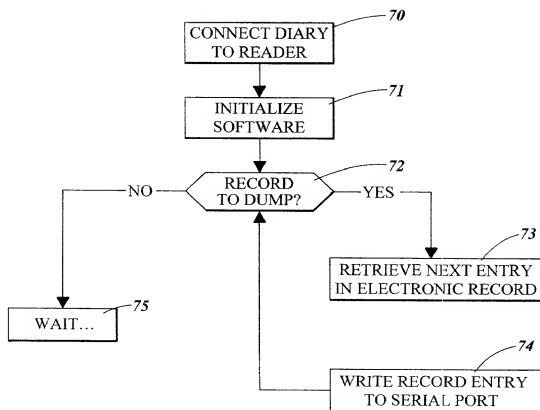 70
CONNECT DIARY
TO READER
71
INITIALIZE
SOFTWARE
72
RECORD
TO DUMP?
NO
YES
73
RETRIEVE NEXT ENTRY
IN ELECTRONIC RECORD
75
WAIT...
74
WRITE RECORD ENTRY
TO SERIAL PORT